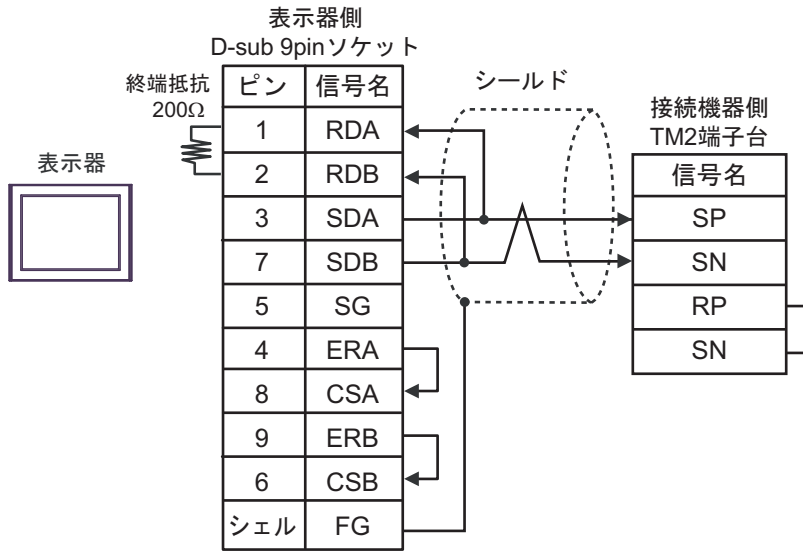 表示器側
D-sub 9pinソケット
終端抵抗
200Ω
表示器
ピン 信号名
1 RDA
2 RDB
3 SDA
7 SDB
5 SG
4 ERA
8 CSA
9 ERB
6 CSB
シェル FG
シールド
接続機器側
TM2端子台
信号名
SP
SN
RP
SN